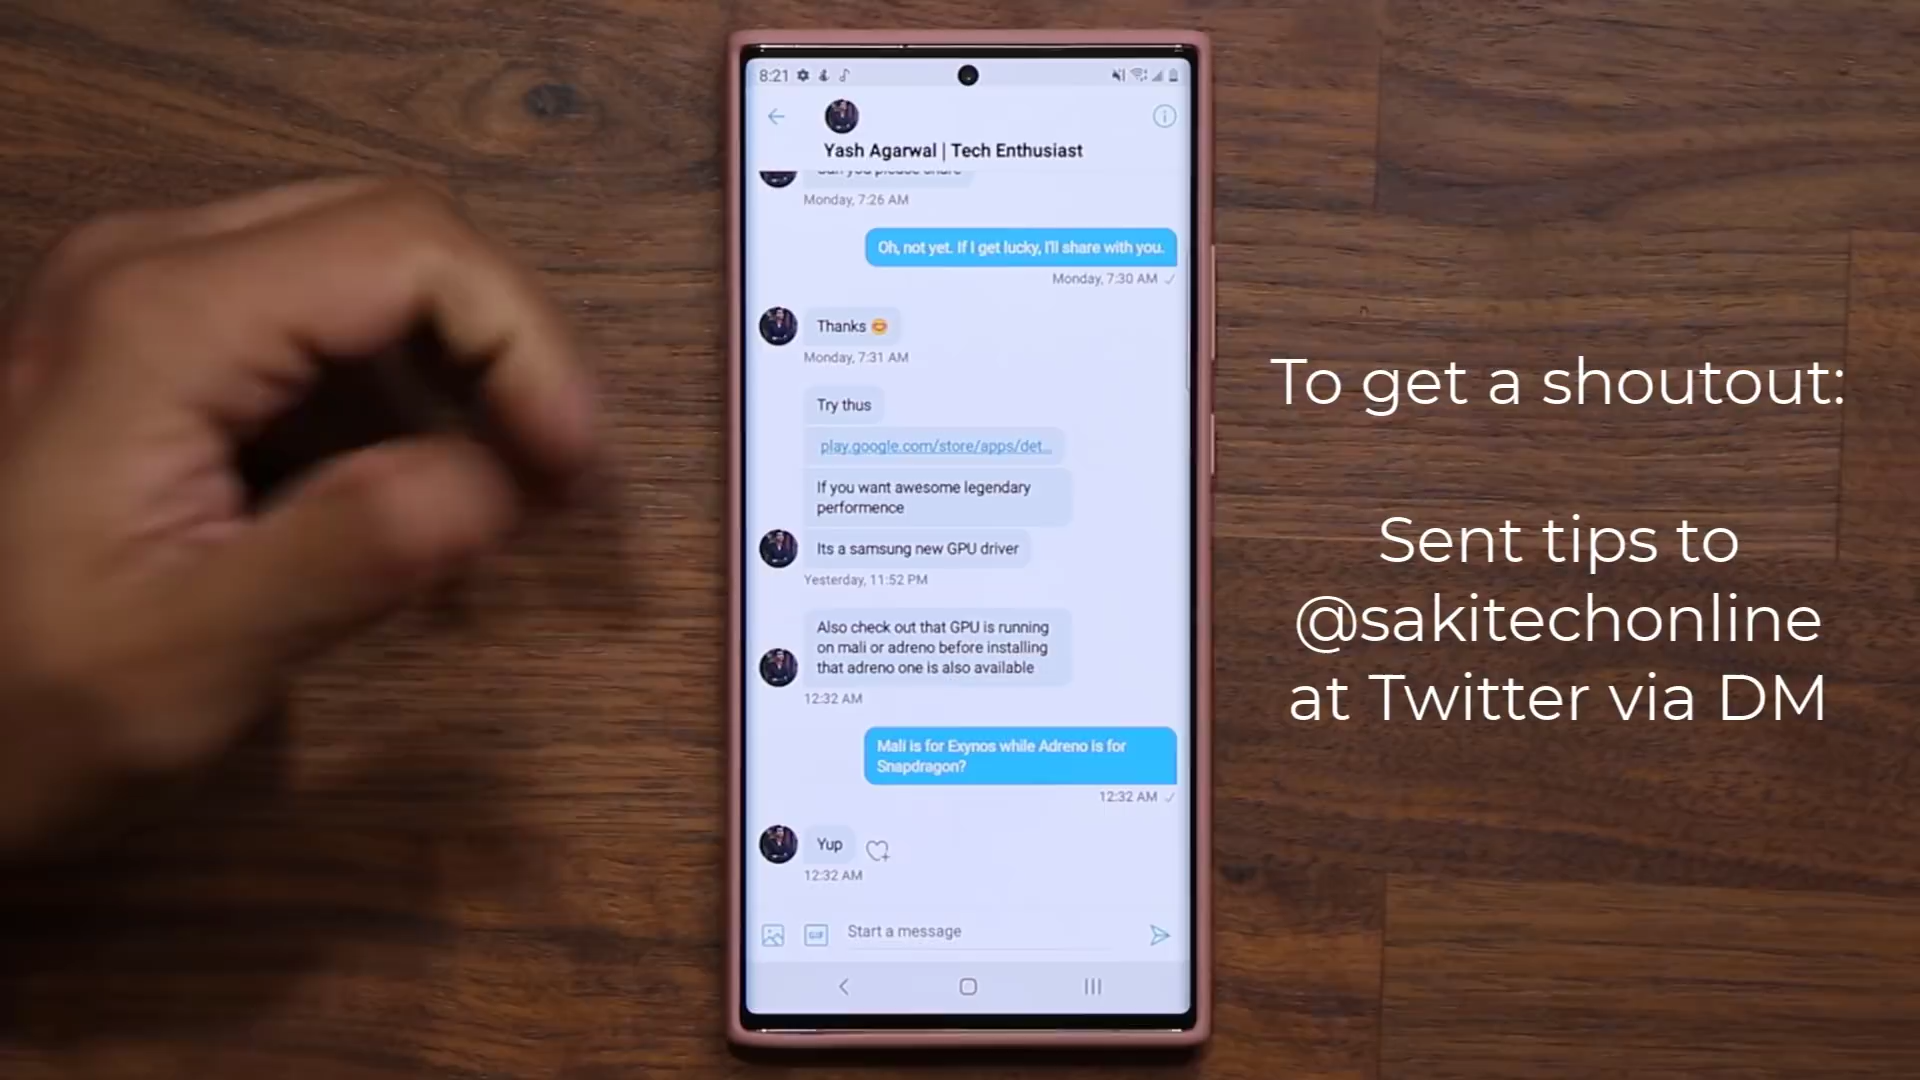 8:21
Yash Agarwal | Tech Enthusiast
Can you please share
Monday, 7:26 AM
Oh, not yet. If I get lucky, I'll share with you.
Monday, 7:30 AM
Thanks
Monday, 7:31 AM
Try thus
play.google.com/store/apps/det...
If you want awesome legendary
performence
Its a samsung new GPU driver
Yesterday, 11:52 PM
Also check out that GPU is running
on mali or adreno before installing
that adreno one is also available
12:32 AM
Mali is for Exynos while Adreno is for
Snapdragon?
12:32 AM
Yup
12:32 AM
GIF
Start a message
To get a shoutout:
Sent tips to
@sakitechonline
at Twitter via DM